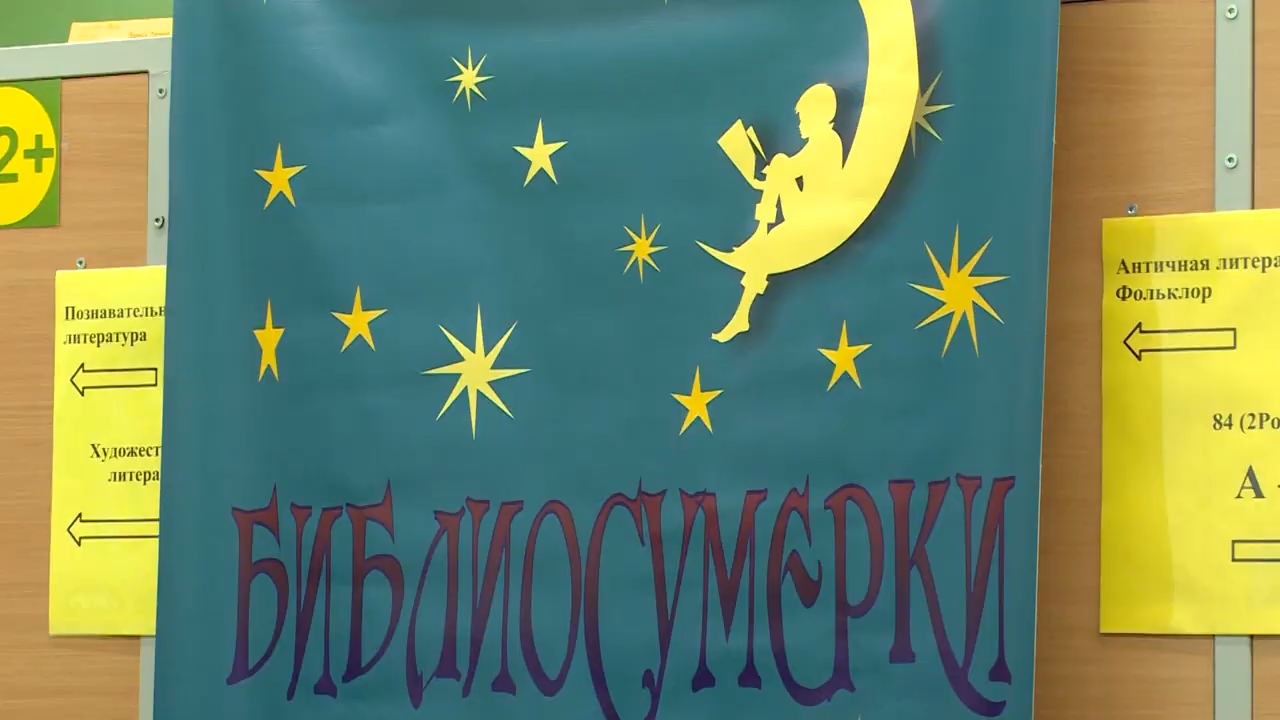 2+
Познаватель
литература
Художест
литера
БИБЛИОСУМЕРКИ
Античная литера
Фольклор
84 (2Ро
А -